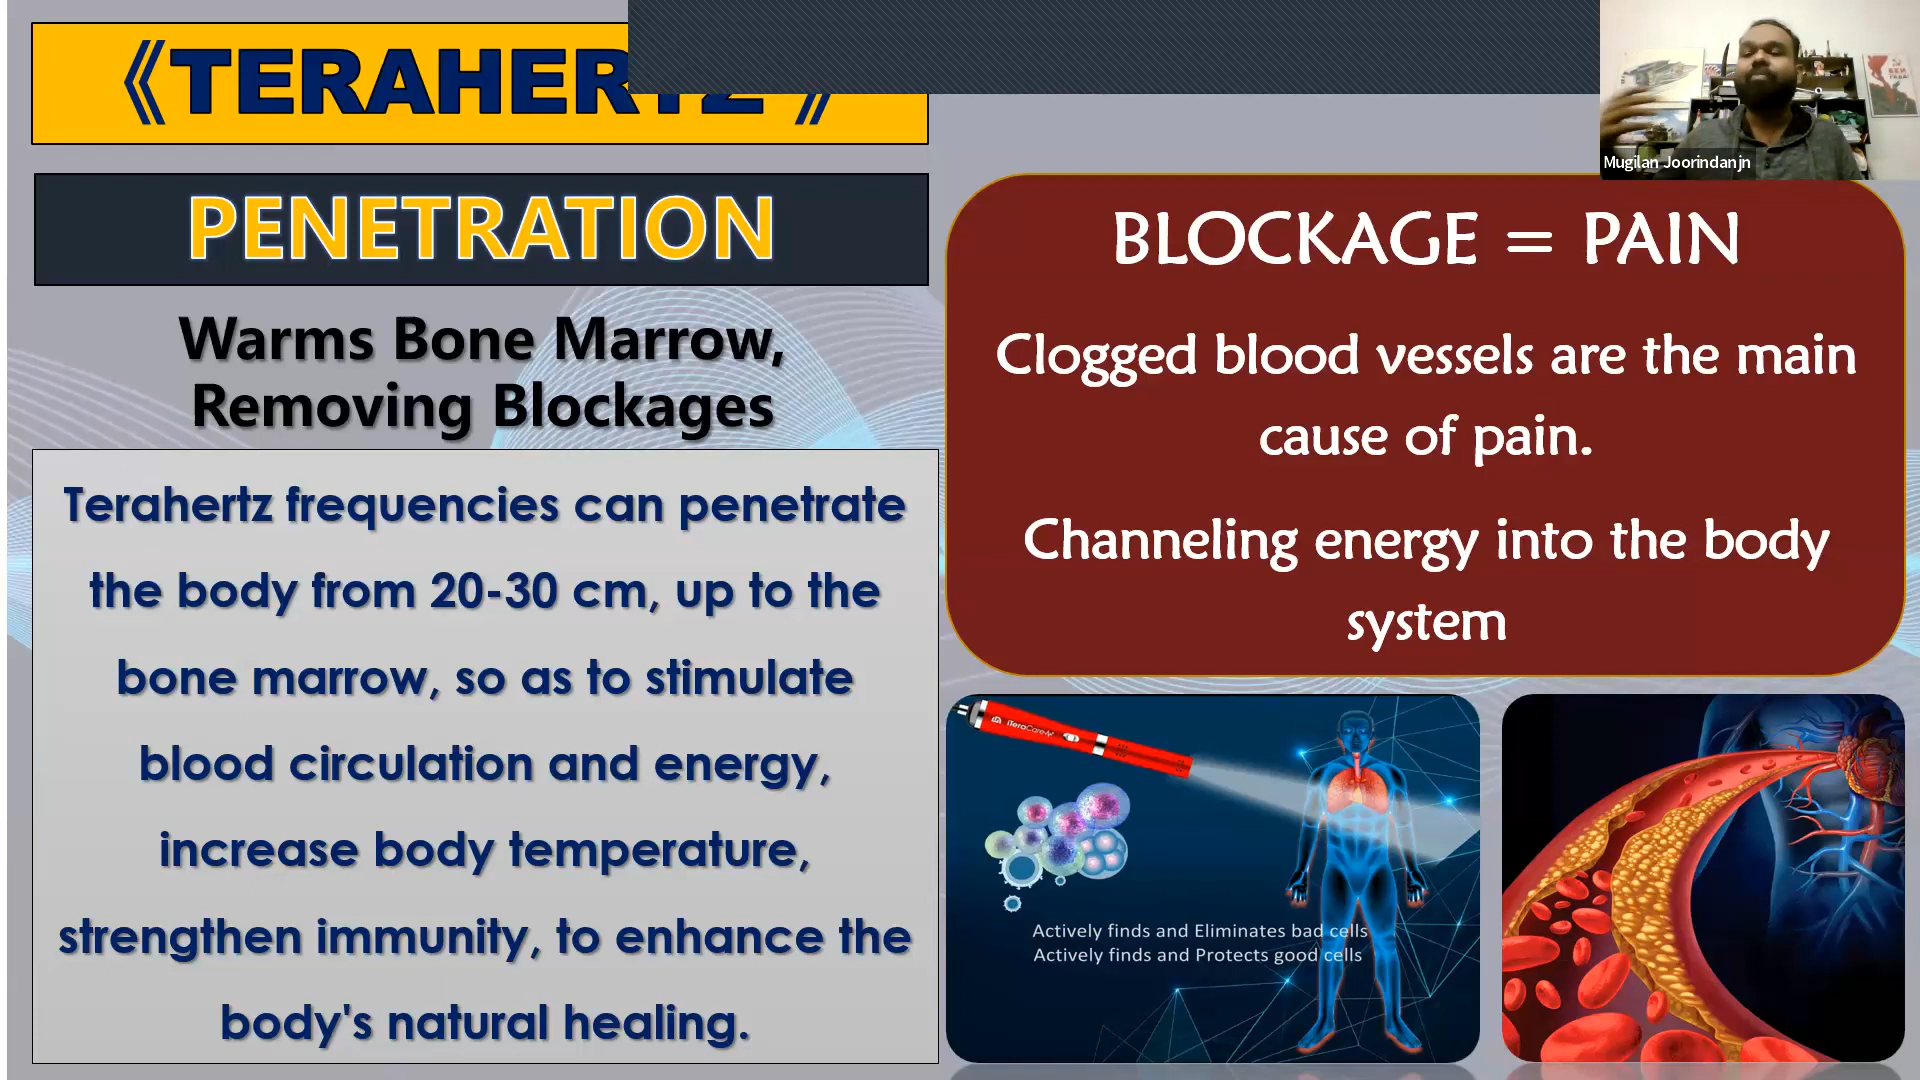 《TERAHERTZ》
PENETRATION
Warms Bone Marrow,
Removing Blockages
Terahertz frequencies can penetrate
the body from 20-30 cm, up to the
bone marrow, so as to stimulate
blood circulation and energy,
increase body temperature,
strengthen immunity, to enhance the
body's natural healing.
Mugilan Joorindanjn
BLOCKAGE = PAIN
Clogged blood vessels are the main
cause of pain.
Channeling energy into the body
system
iTeraCare
Actively finds and Eliminates bad cells
Actively finds and Protects good cells